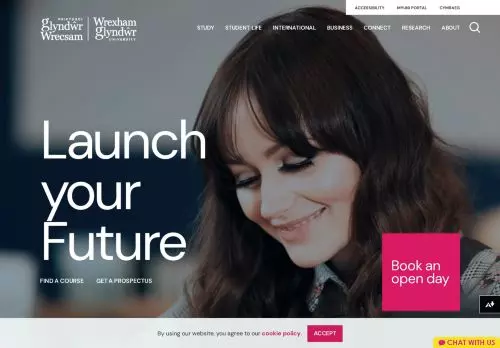 ACCESSIBILITY MYUNI PORTAL CYMRAEG
PRIFYSGOL
glyndŵr
Wrecsam
Wrexham
glyndŵr
UNIVERSITY
STUDY STUDENT LIFE INTERNATIONAL BUSINESS CONNECT RESEARCH ABOUT
Launch
your
Future
FIND A COURSE GET A PROSPECTUS
Book an
open day
By using our website, you agree to our cookie policy. ACCEPT
CHAT WITH US